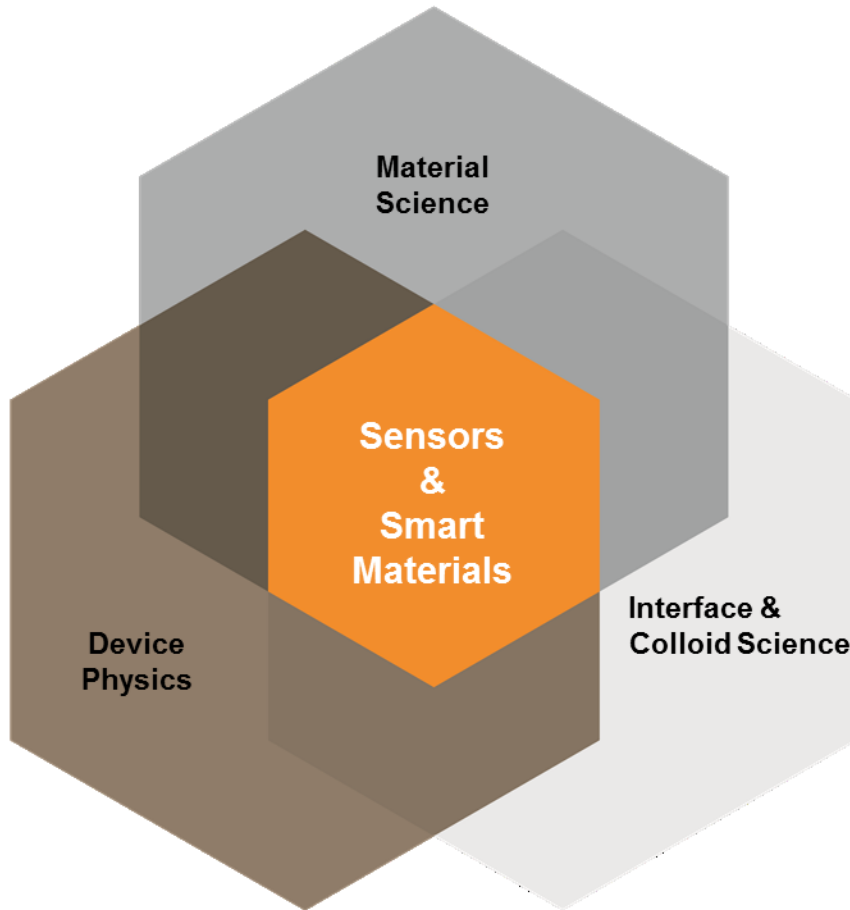 Material
Science
Sensors
&
Smart
Materials
Interface &
Colloid Science
Device
Physics